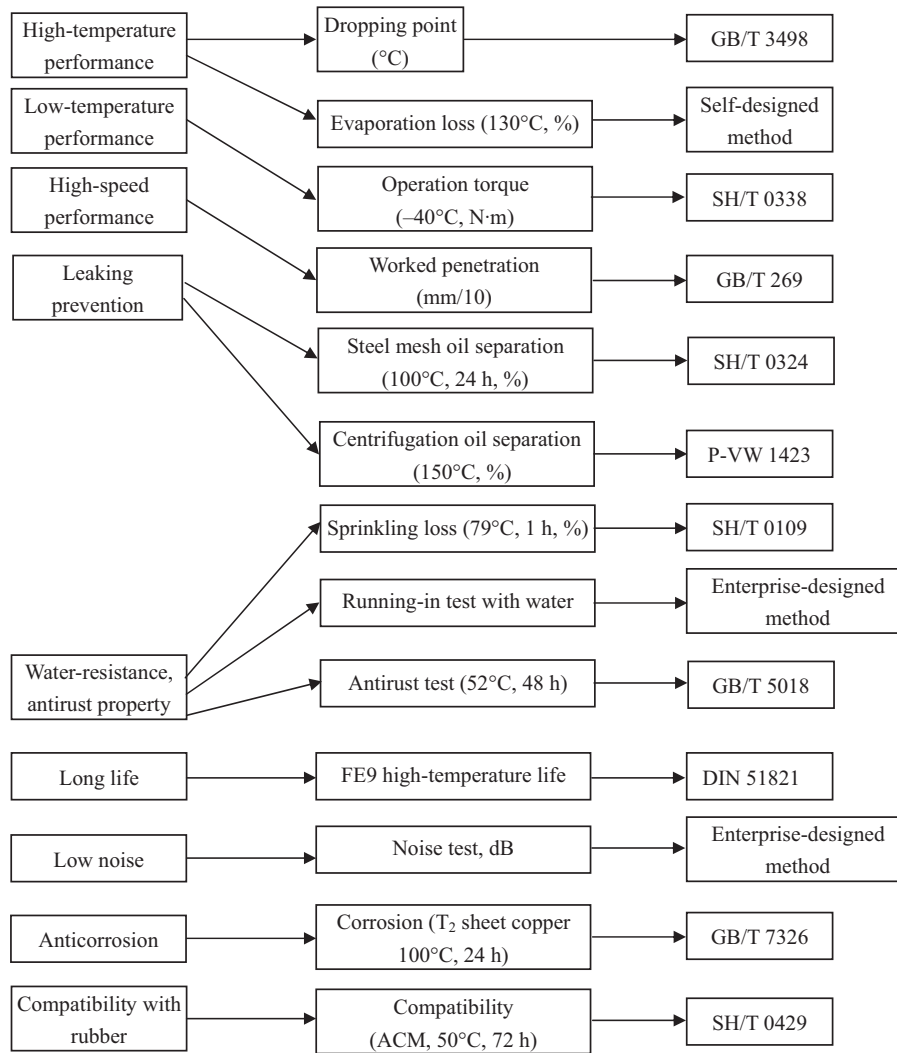 High-temperature
performance
Dropping point
(°C)
GB/T 3498
Low-temperature
performance
Evaporation loss (130°C, %)
Self-designed
method
High-speed
performance
Operation torque
(–40°C, N·m)
SH/T 0338
Leaking
prevention
Worked penetration
(mm/10)
GB/T 269
Steel mesh oil separation
(100°C, 24 h, %)
SH/T 0324
Centrifugation oil separation
(150°C, %)
P-VW 1423
Sprinkling loss (79°C, 1 h, %)
SH/T 0109
Running-in test with water
Enterprise-designed
method
Water-resistance,
antirust property
Antirust test (52°C, 48 h)
GB/T 5018
Long life
FE9 high-temperature life
DIN 51821
Low noise
Noise test, dB
Enterprise-designed
method
Anticorrosion
Corrosion (T₂ sheet copper
100°C, 24 h)
GB/T 7326
Compatibility with
rubber
Compatibility
(ACM, 50°C, 72 h)
SH/T 0429